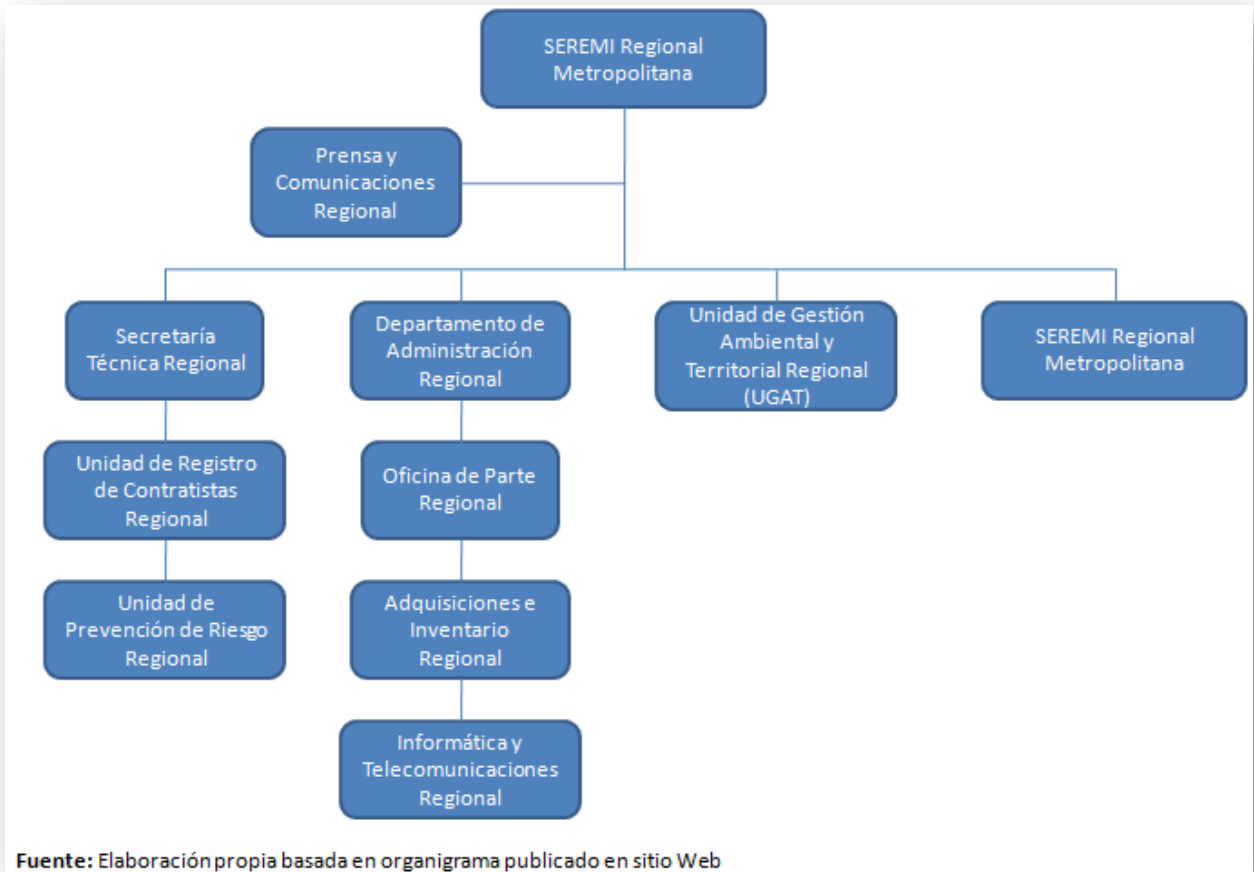 SEREMI Regional
Metropolitana
Prensa y
Comunicaciones
Regional
Secretaría
Técnica Regional
Departamento de
Administración
Regional
Unidad de Gestión
Ambiental y
Territorial Regional
(UGAT)
SEREMI Regional
Metropolitana
Unidad de Registro
de Contratistas
Regional
Oficina de Parte
Regional
Unidad de
Prevención de Riesgo
Regional
Adquisiciones e
Inventario
Regional
Informática y
Telecomunicaciones
Regional
Fuente: Elaboración propia basada en organigrama publicado en sitio Web